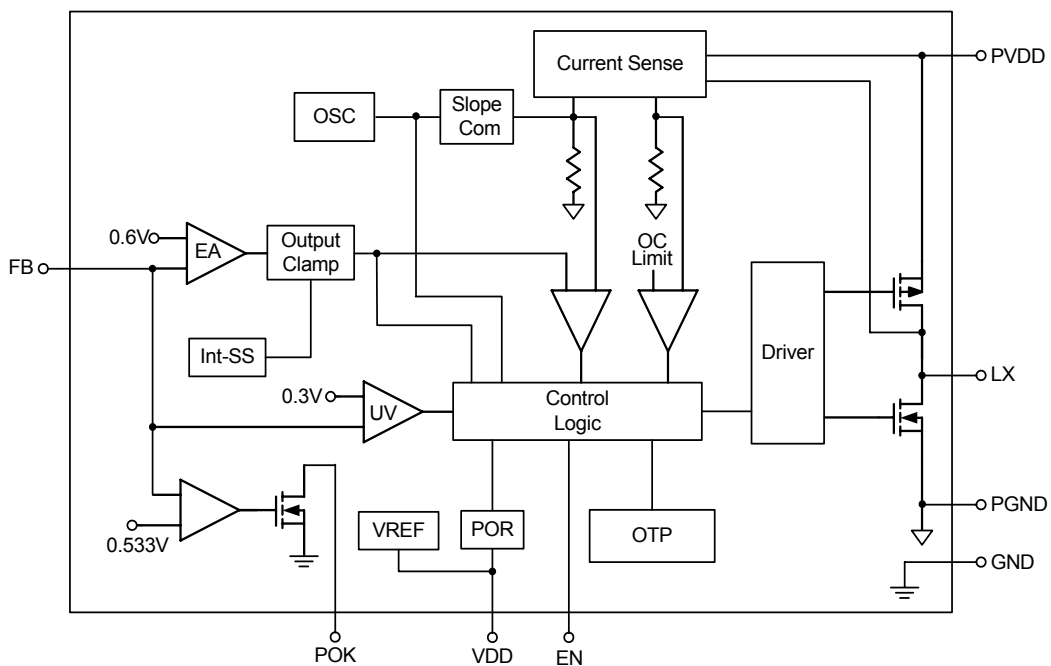 Current Sense
PVDD
OSC
Slope
Com
0.6V
EA
Output
Clamp
OC
Limit
FB
Int-SS
Driver
LX
0.3V
UV
Control
Logic
0.533V
VREF
POR
OTP
PGND
GND
POK
VDD
EN